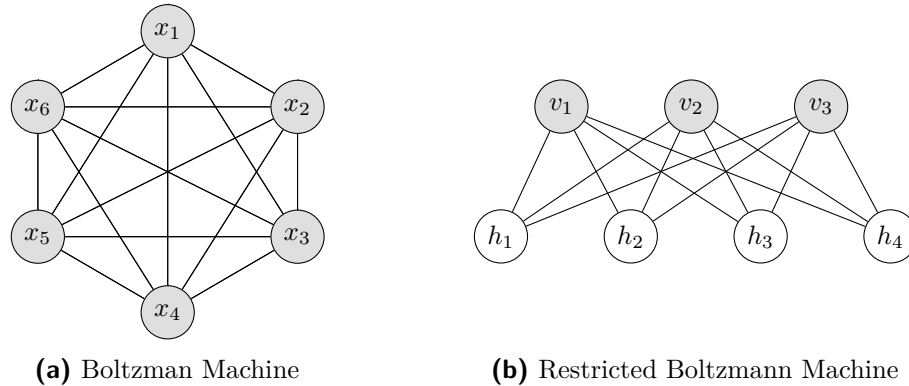 x1
x6 x2
v1 v2 v3
x5 x3 h1 h2 h3 h4
x4
(a) Boltzman Machine
(b) Restricted Boltzmann Machine